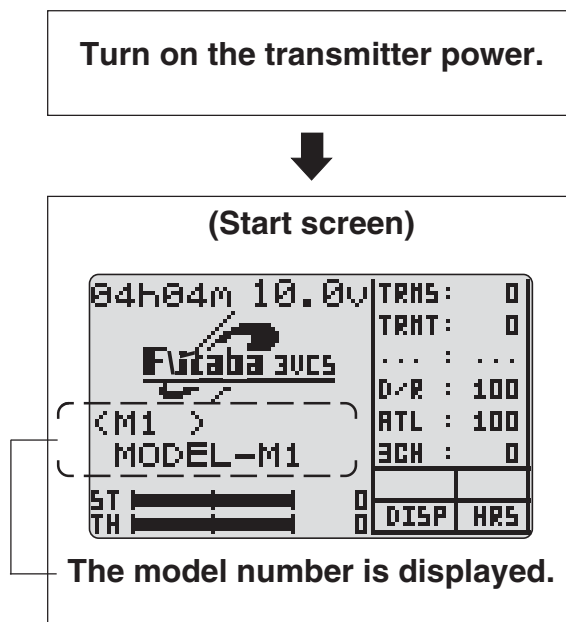 Turn on the transmitter power.
(Start screen)
04h04m 10.0v
Futaba 3VCS
<M1 >
MODEL-M1
ST 0
TH 0
TRMS: 0
TRMT: 0
... : ...
D/R : 100
ATL : 100
3CH : 0
DISP HRS
The model number is displayed.